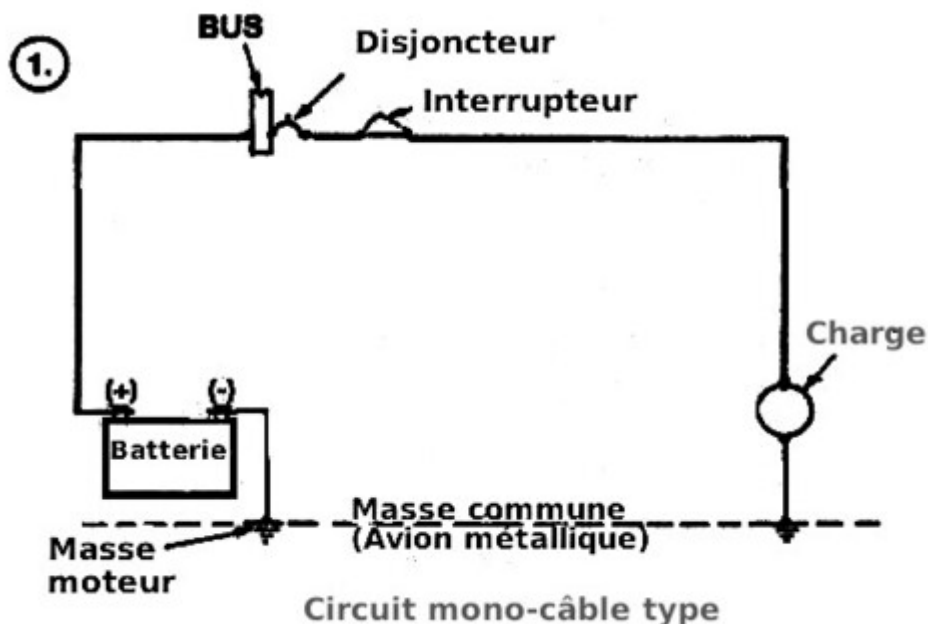 1.
BUS
Disjoncteur
Interrupteur
Charge
(+) (-)
Batterie
Masse commune
(Avion métallique)
Masse
moteur
Circuit mono-câble type